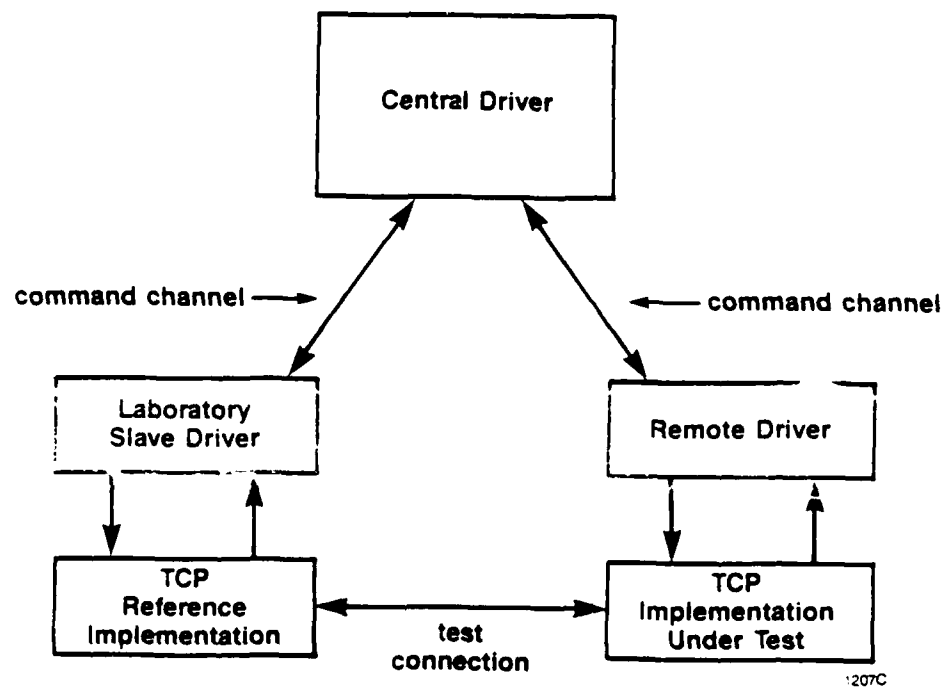 Central Driver
command channel
command channel
Laboratory
Slave Driver
Remote Driver
TCP
Reference
Implementation
TCP
Implementation
Under Test
test
connection
1207C